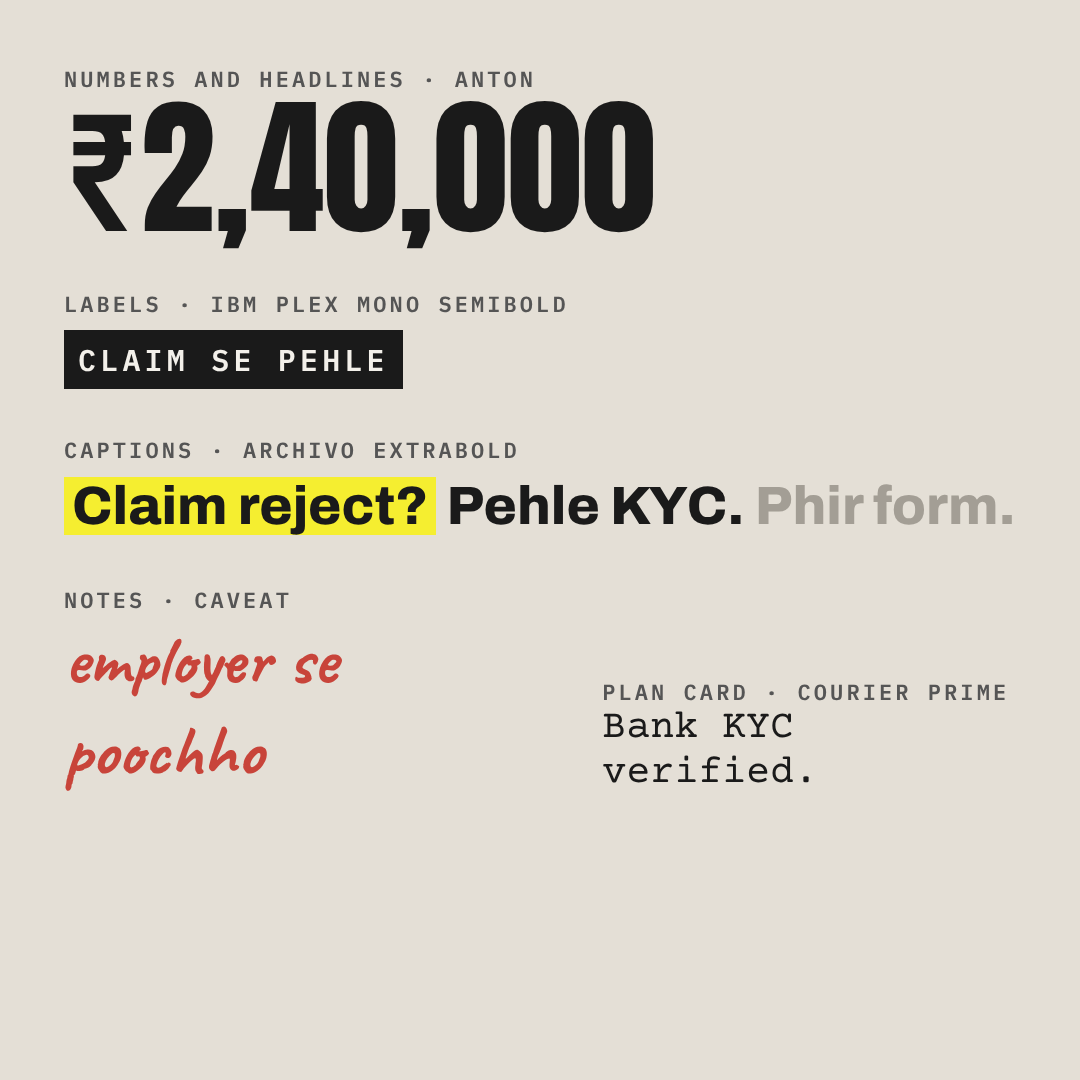 NUMBERS AND HEADLINES · ANTON
₹2,40,000
LABELS · IBM PLEX MONO SEMIBOLD
CLAIM SE PEHLE
CAPTIONS · ARCHIVO EXTRABOLD
Claim reject? Pehle KYC. Phir form.
NOTES · CAVEAT
employer se
poochho
PLAN CARD · COURIER PRIME
Bank KYC
verified.